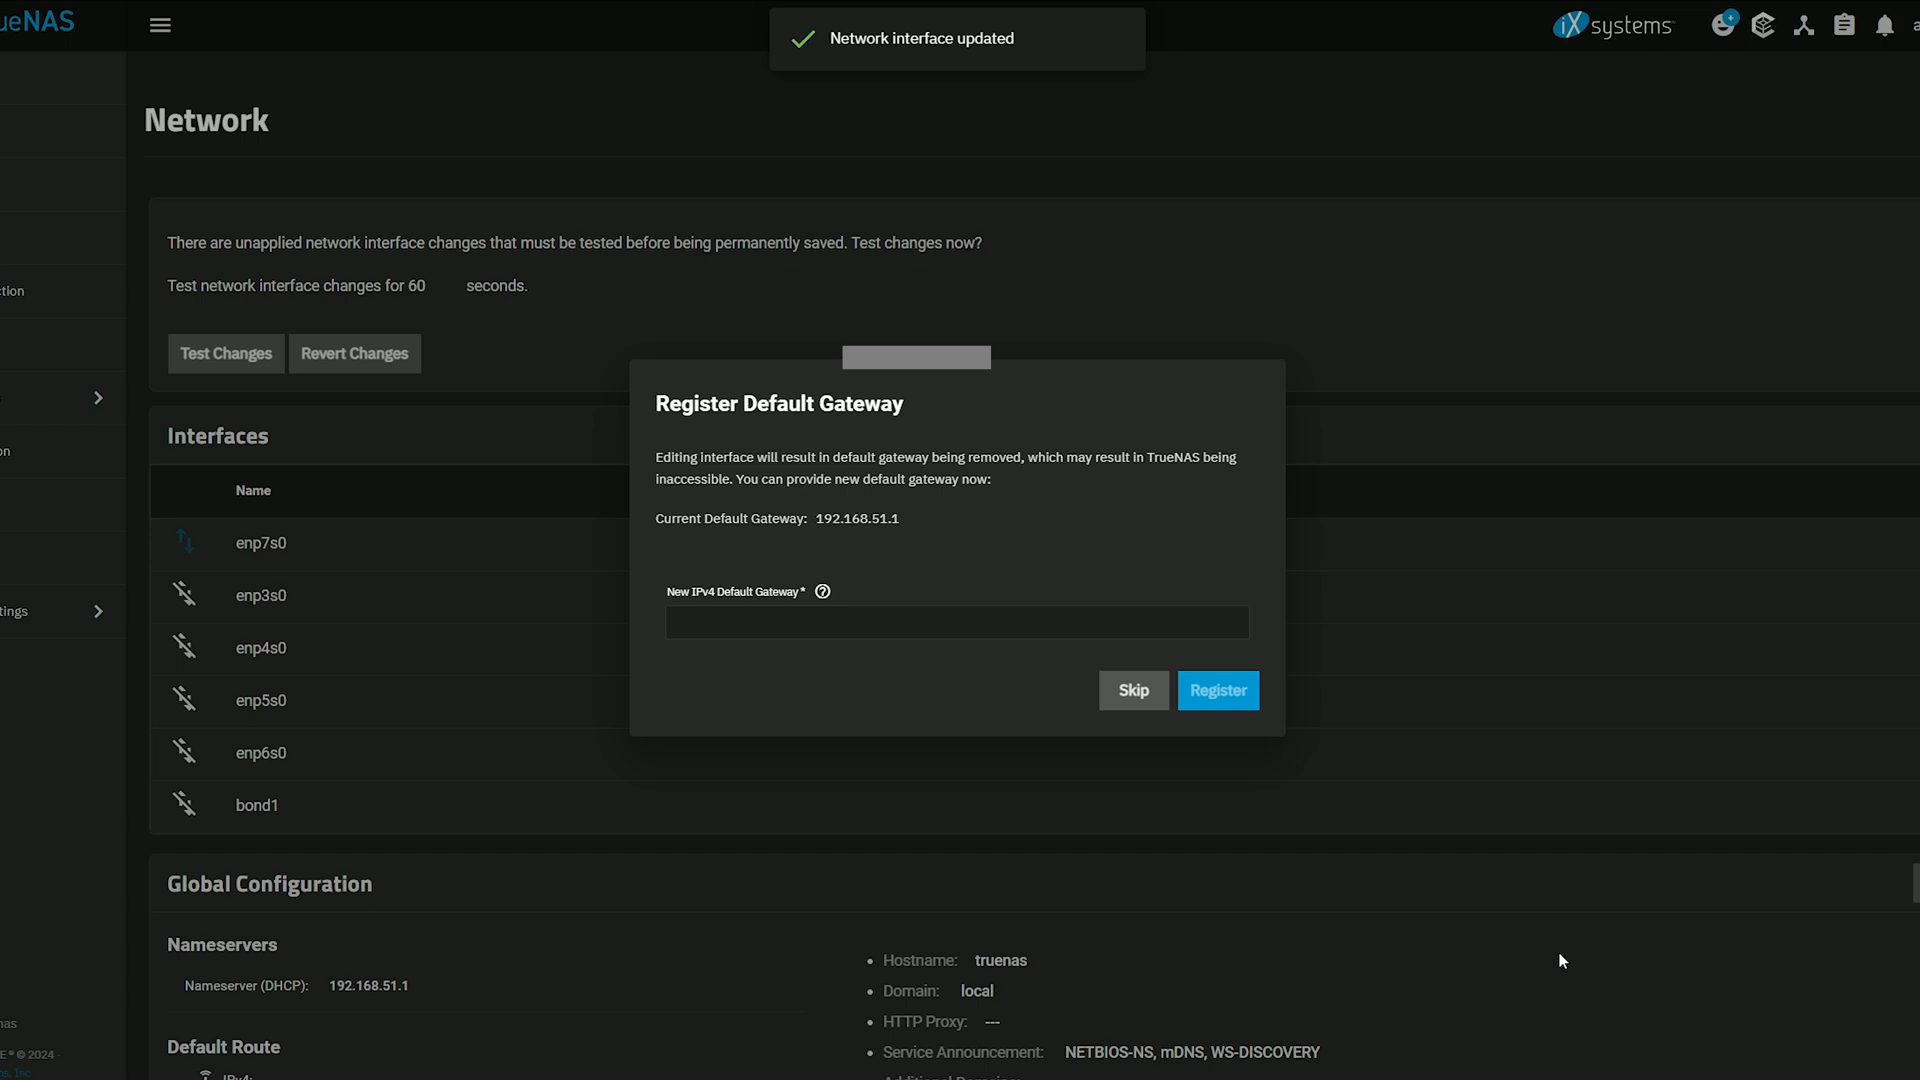 ueNAS
Network interface updated
iXsystems
Network
There are unapplied network interface changes that must be tested before being permanently saved. Test changes now?
Test network interface changes for 60 seconds.
ction
Test Changes
Revert Changes
Register Default Gateway
Editing interface will result in default gateway being removed, which may result in TrueNAS being
inaccessible. You can provide new default gateway now:
Current Default Gateway: 192.168.51.1
New IPv4 Default Gateway *
Skip
Register
Interfaces
on
Name
enp7s0
enp3s0
tings
enp4s0
enp5s0
enp6s0
bond1
Global Configuration
Nameservers
Nameserver (DHCP): 192.168.51.1
Default Route
Hostname: truenas
Domain: local
HTTP Proxy: ---
Service Announcement: NETBIOS-NS, mDNS, WS-DISCOVERY
nas
E ® © 2024 -
ns, Inc